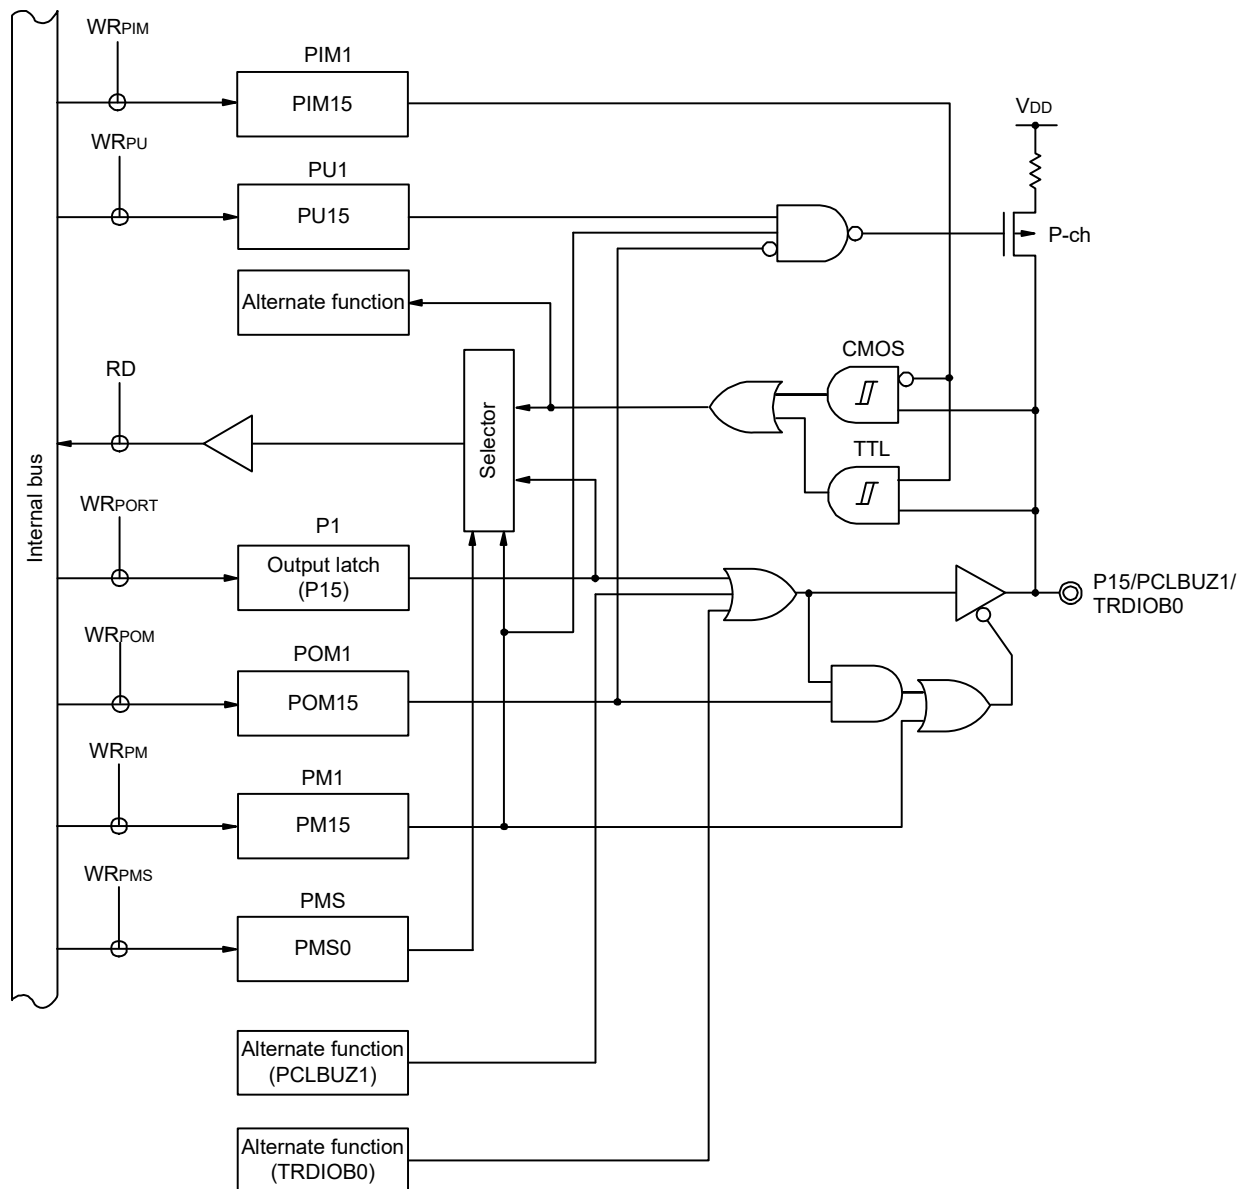 WRPIM
PIM1
PIM15
VDD
WRPU
PU1
PU15
P-ch
Alternate function
CMOS
RD
Selector
TTL
Internal bus
WRPORT
P1
Output latch
(P15)
P15/PCLBUZ1/
TRDIOB0
WRPOM
POM1
POM15
WRPM
PM1
PM15
WRPMS
PMS
PMS0
Alternate function
(PCLBUZ1)
Alternate function
(TRDIOB0)